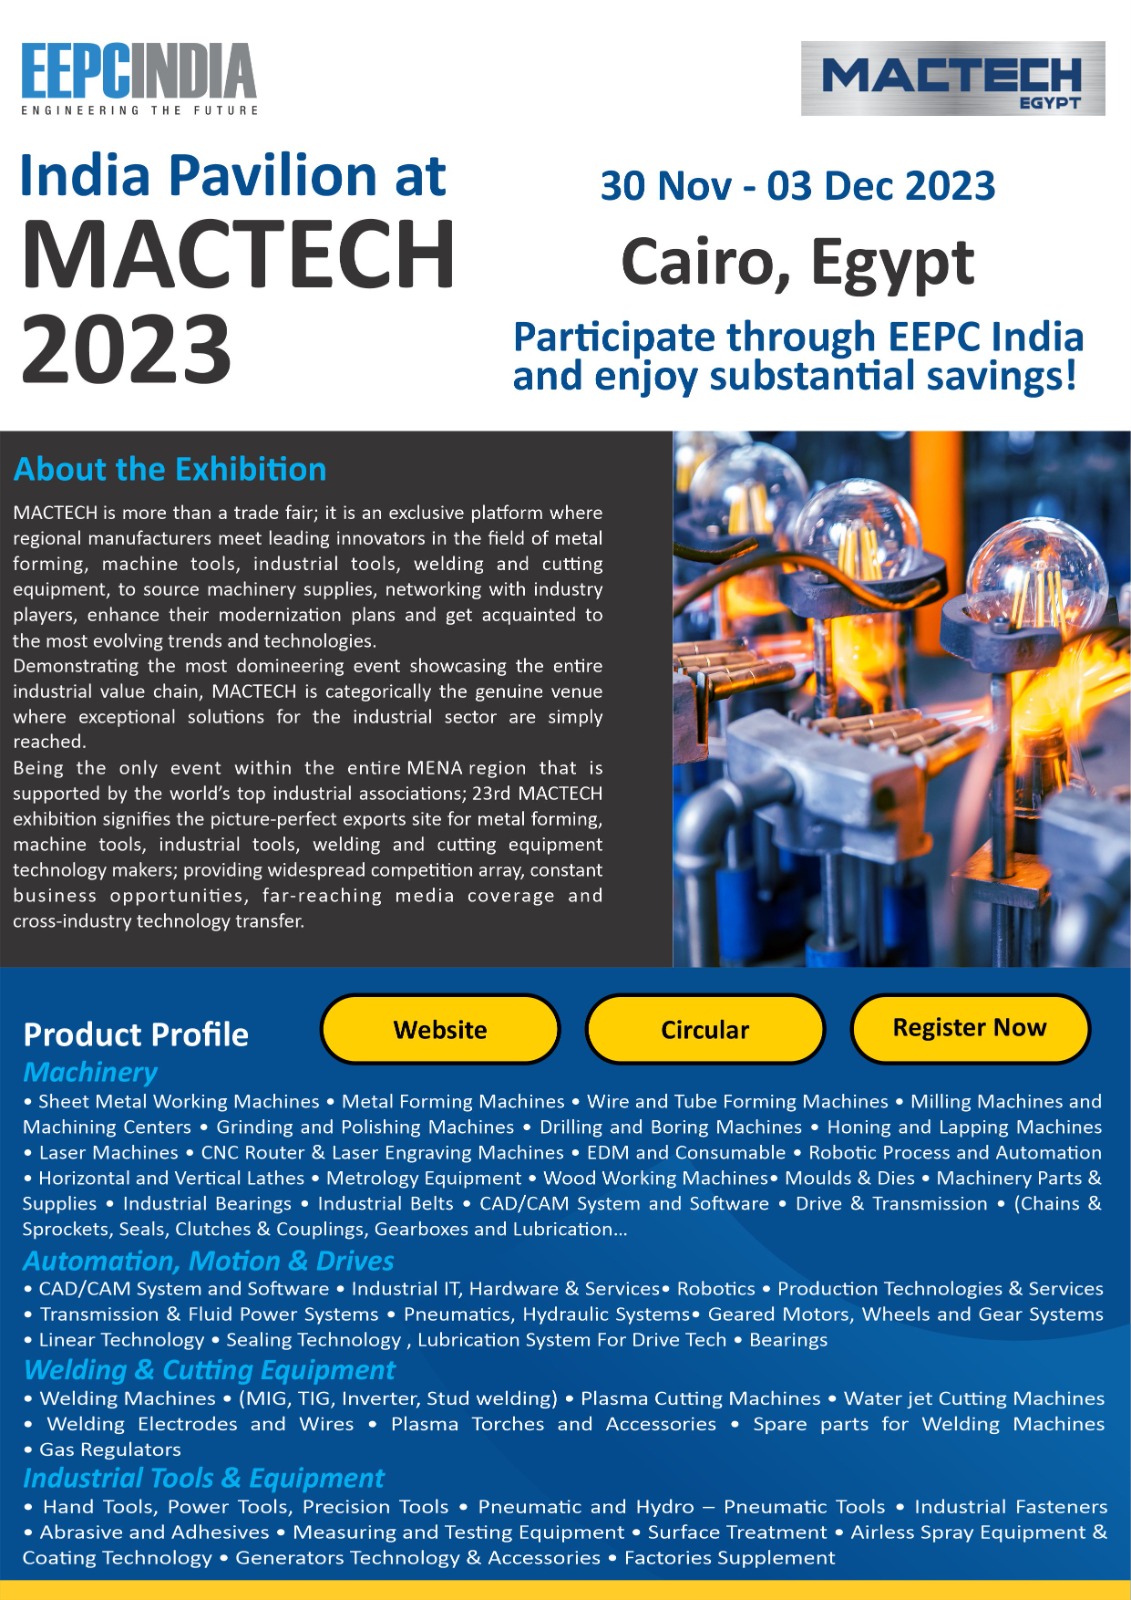 EEPCINDIA
ENGINEERING THE FUTURE
MACTECH
EGYPT
India Pavilion at
MACTECH
2023
30 Nov - 03 Dec 2023
Cairo, Egypt
Participate through EEPC India
and enjoy substantial savings!
About the Exhibition
MACTECH is more than a trade fair; it is an exclusive platform where
regional manufacturers meet leading innovators in the field of metal
forming, machine tools, industrial tools, welding and cutting
equipment, to source machinery supplies, networking with industry
players, enhance their modernization plans and get acquainted to
the most evolving trends and technologies.
Demonstrating the most domineering event showcasing the entire
industrial value chain, MACTECH is categorically the genuine venue
where exceptional solutions for the industrial sector are simply
reached.
Being the only event within the entire MENA region that is
supported by the world's top industrial associations; 23rd MACTECH
exhibition signifies the picture-perfect exports site for metal forming,
machine tools, industrial tools, welding and cutting equipment
technology makers; providing widespread competition array, constant
business opportunities, far-reaching media coverage and
cross-industry technology transfer.
Product Profile
Website
Circular
Register Now
Machinery
• Sheet Metal Working Machines • Metal Forming Machines • Wire and Tube Forming Machines • Milling Machines and
Machining Centers • Grinding and Polishing Machines • Drilling and Boring Machines • Honing and Lapping Machines
• Laser Machines • CNC Router & Laser Engraving Machines • EDM and Consumable • Robotic Process and Automation
• Horizontal and Vertical Lathes • Metrology Equipment • Wood Working Machines• Moulds & Dies • Machinery Parts &
Supplies • Industrial Bearings • Industrial Belts • CAD/CAM System and Software • Drive & Transmission • (Chains &
Sprockets, Seals, Clutches & Couplings, Gearboxes and Lubrication...
Automation, Motion & Drives
• CAD/CAM System and Software • Industrial IT, Hardware & Services• Robotics • Production Technologies & Services
• Transmission & Fluid Power Systems • Pneumatics, Hydraulic Systems• Geared Motors, Wheels and Gear Systems
• Linear Technology • Sealing Technology , Lubrication System For Drive Tech • Bearings
Welding & Cutting Equipment
• Welding Machines • (MIG, TIG, Inverter, Stud welding) • Plasma Cutting Machines • Water jet Cutting Machines
• Welding Electrodes and Wires • Plasma Torches and Accessories • Spare parts for Welding Machines
• Gas Regulators
Industrial Tools & Equipment
• Hand Tools, Power Tools, Precision Tools • Pneumatic and Hydro – Pneumatic Tools • Industrial Fasteners
• Abrasive and Adhesives • Measuring and Testing Equipment • Surface Treatment • Airless Spray Equipment &
Coating Technology • Generators Technology & Accessories • Factories Supplement